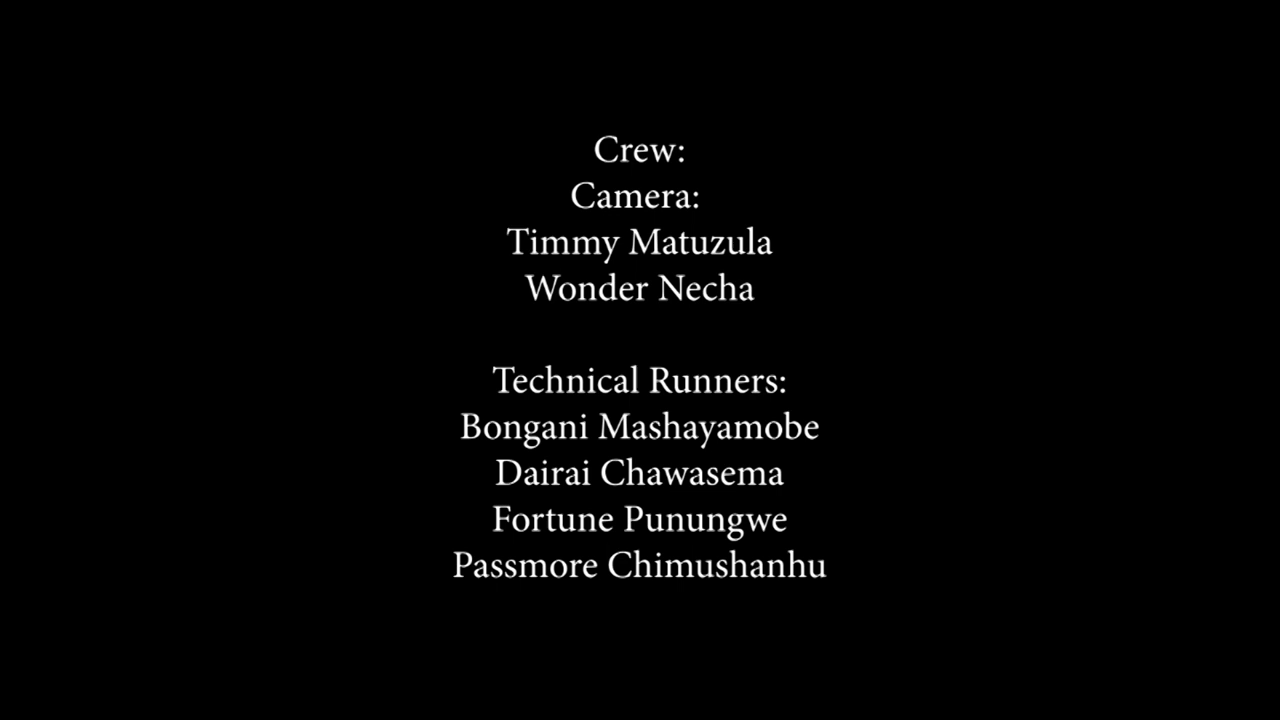 Crew:
Camera:
Timmy Matuzula
Wonder Necha
Technical Runners:
Bongani Mashayamobe
Dairai Chawasema
Fortune Punungwe
Passmore Chimushanhu